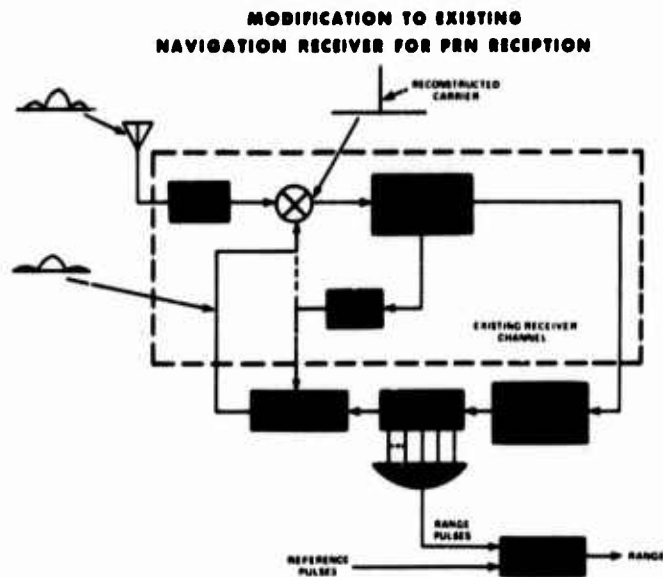 MODIFICATION TO EXISTING
NAVIGATION RECEIVER FOR PRN RECEPTION
RECONSTRUCTED
CARRIER
EXISTING RECEIVER
CHANNEL
RANGE
PULSES
REFERENCE
PULSES
RANGE